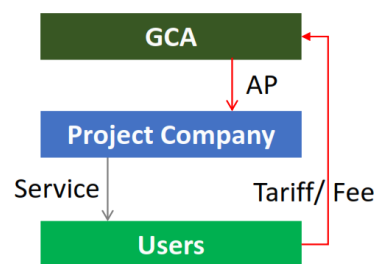 GCA
AP
Project Company
Service
Tariff/ Fee
Users